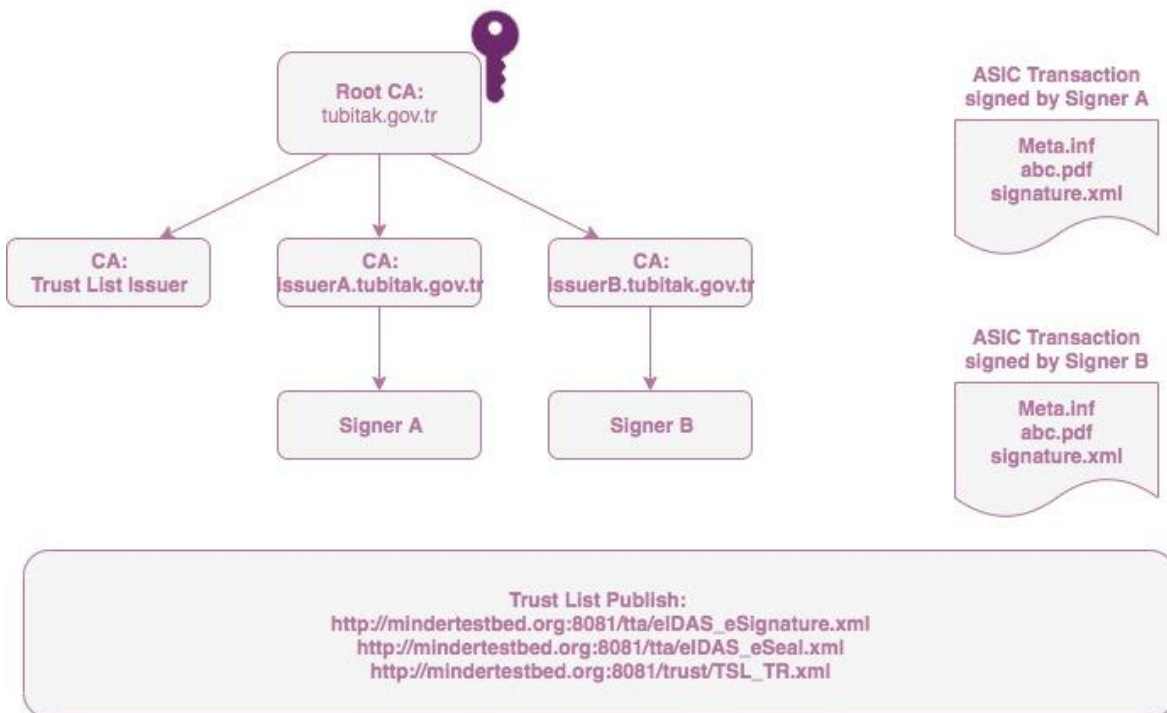 Root CA:
tubitak.gov.tr
ASIC Transaction
signed by Signer A
Meta.inf
abc.pdf
signature.xml
CA:
Trust List Issuer
CA:
issuerA.tubitak.gov.tr
CA:
issuerB.tubitak.gov.tr
Signer A
Signer B
ASIC Transaction
signed by Signer B
Meta.inf
abc.pdf
signature.xml
Trust List Publish:
http://mindertestbed.org:8081/tta/eIDAS_eSignature.xml
http://mindertestbed.org:8081/tta/eIDAS_eSeal.xml
http://mindertestbed.org:8081/trust/TSL_TR.xml